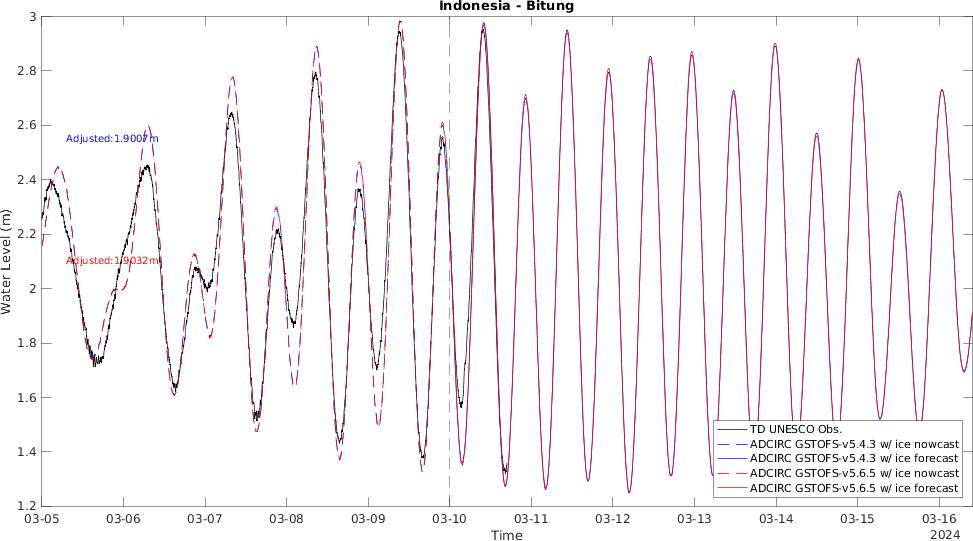 Indonesia - Bitung
3
2.8
2.6
2.4
2.2
2
1.8
1.6
1.4
1.2
Water Level (m)
Adjusted:1.9007m
Adjusted:1.9032m
TD UNESCO Obs.
ADCIRC GSTOFS-v5.4.3 w/ ice nowcast
ADCIRC GSTOFS-v5.4.3 w/ ice forecast
ADCIRC GSTOFS-v5.6.5 w/ ice nowcast
ADCIRC GSTOFS-v5.6.5 w/ ice forecast
03-05 03-06 03-07 03-08 03-09 03-10 03-11 03-12 03-13 03-14 03-15 03-16
Time
2024